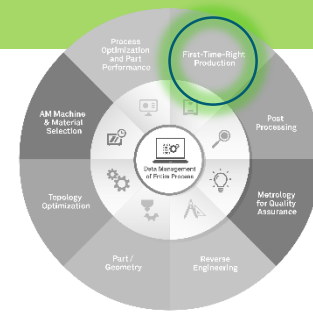 Process
Optimization
and Part
Performance
First-Time-Right
Production
Post
Processing
Metrology
for Quality
Assurance
Reverse
Engineering
Part /
Geometry
Topology
Optimization
AM Machine
& Material
Selection
Data Management
of Entire Process